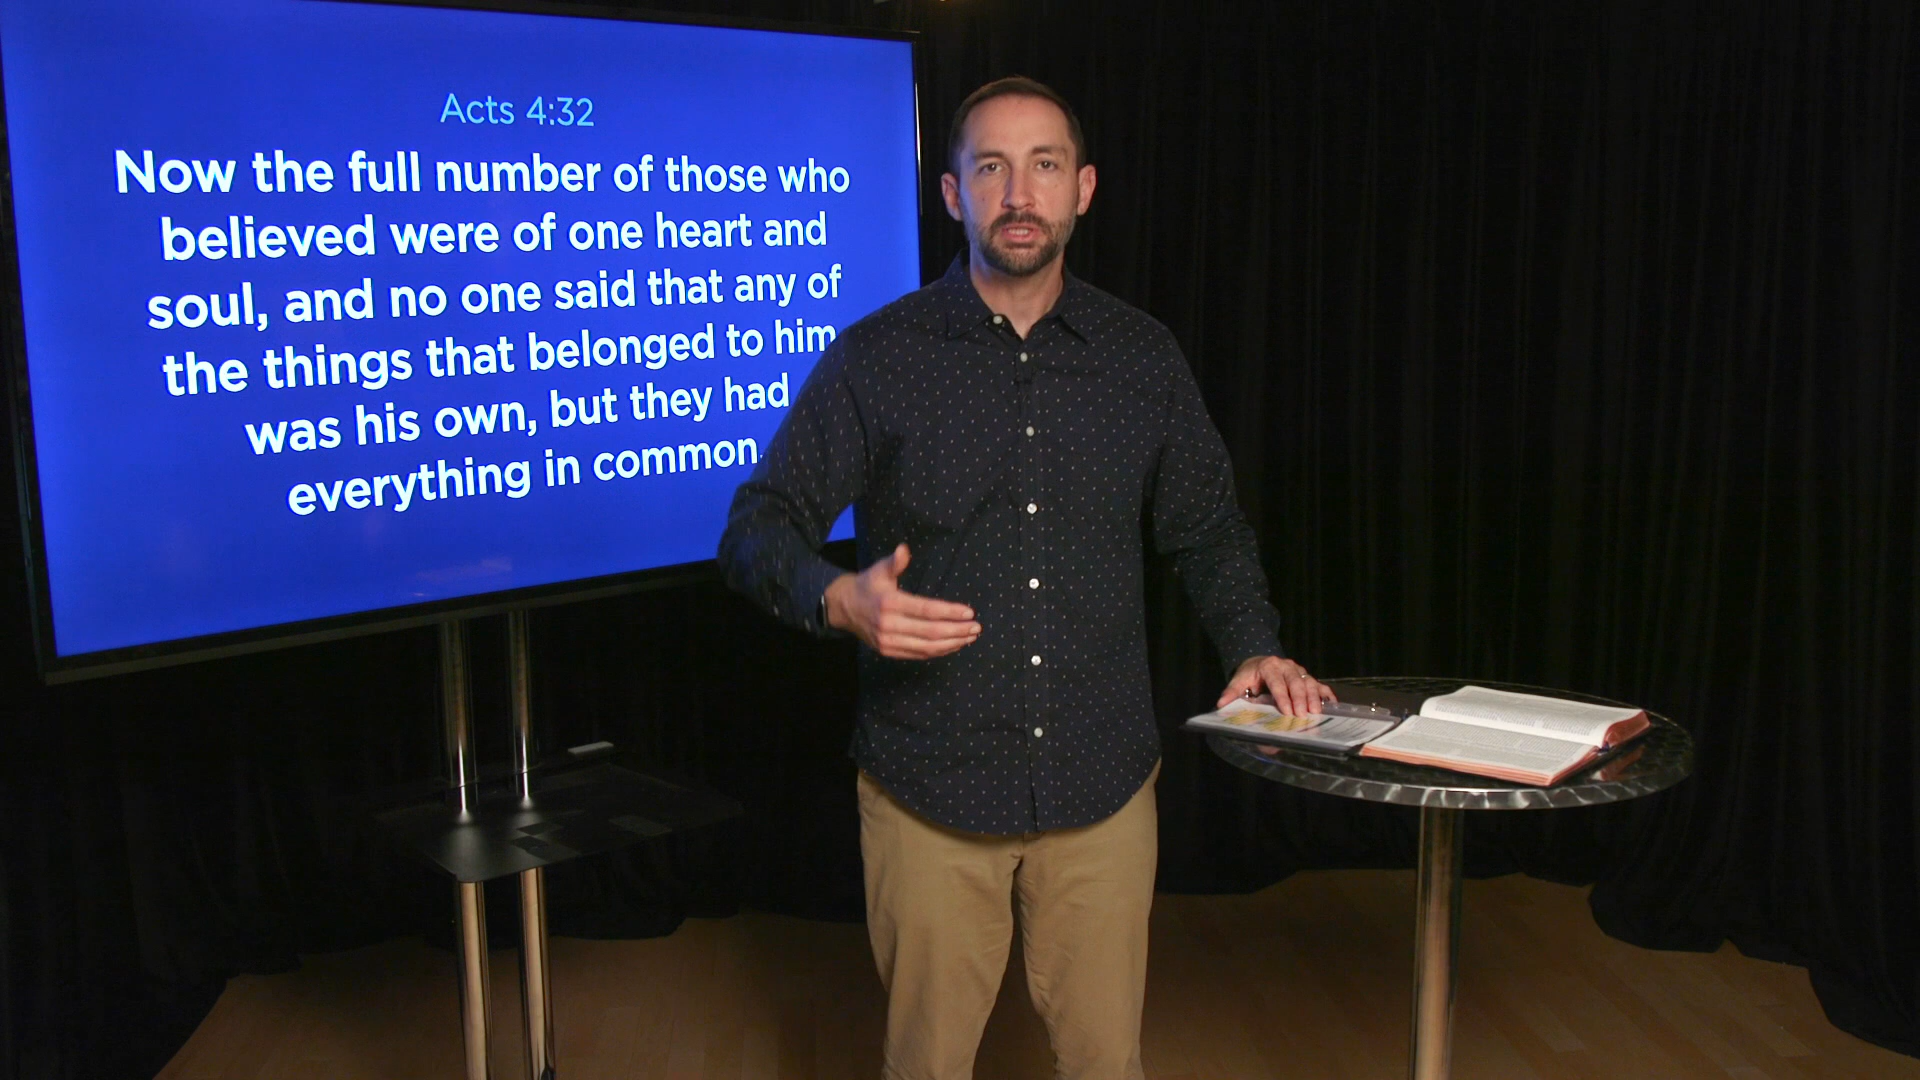 Acts 4:32
Now the full number of those who
believed were of one heart and
soul, and no one said that any of
the things that belonged to him
was his own, but they had
everything in common.